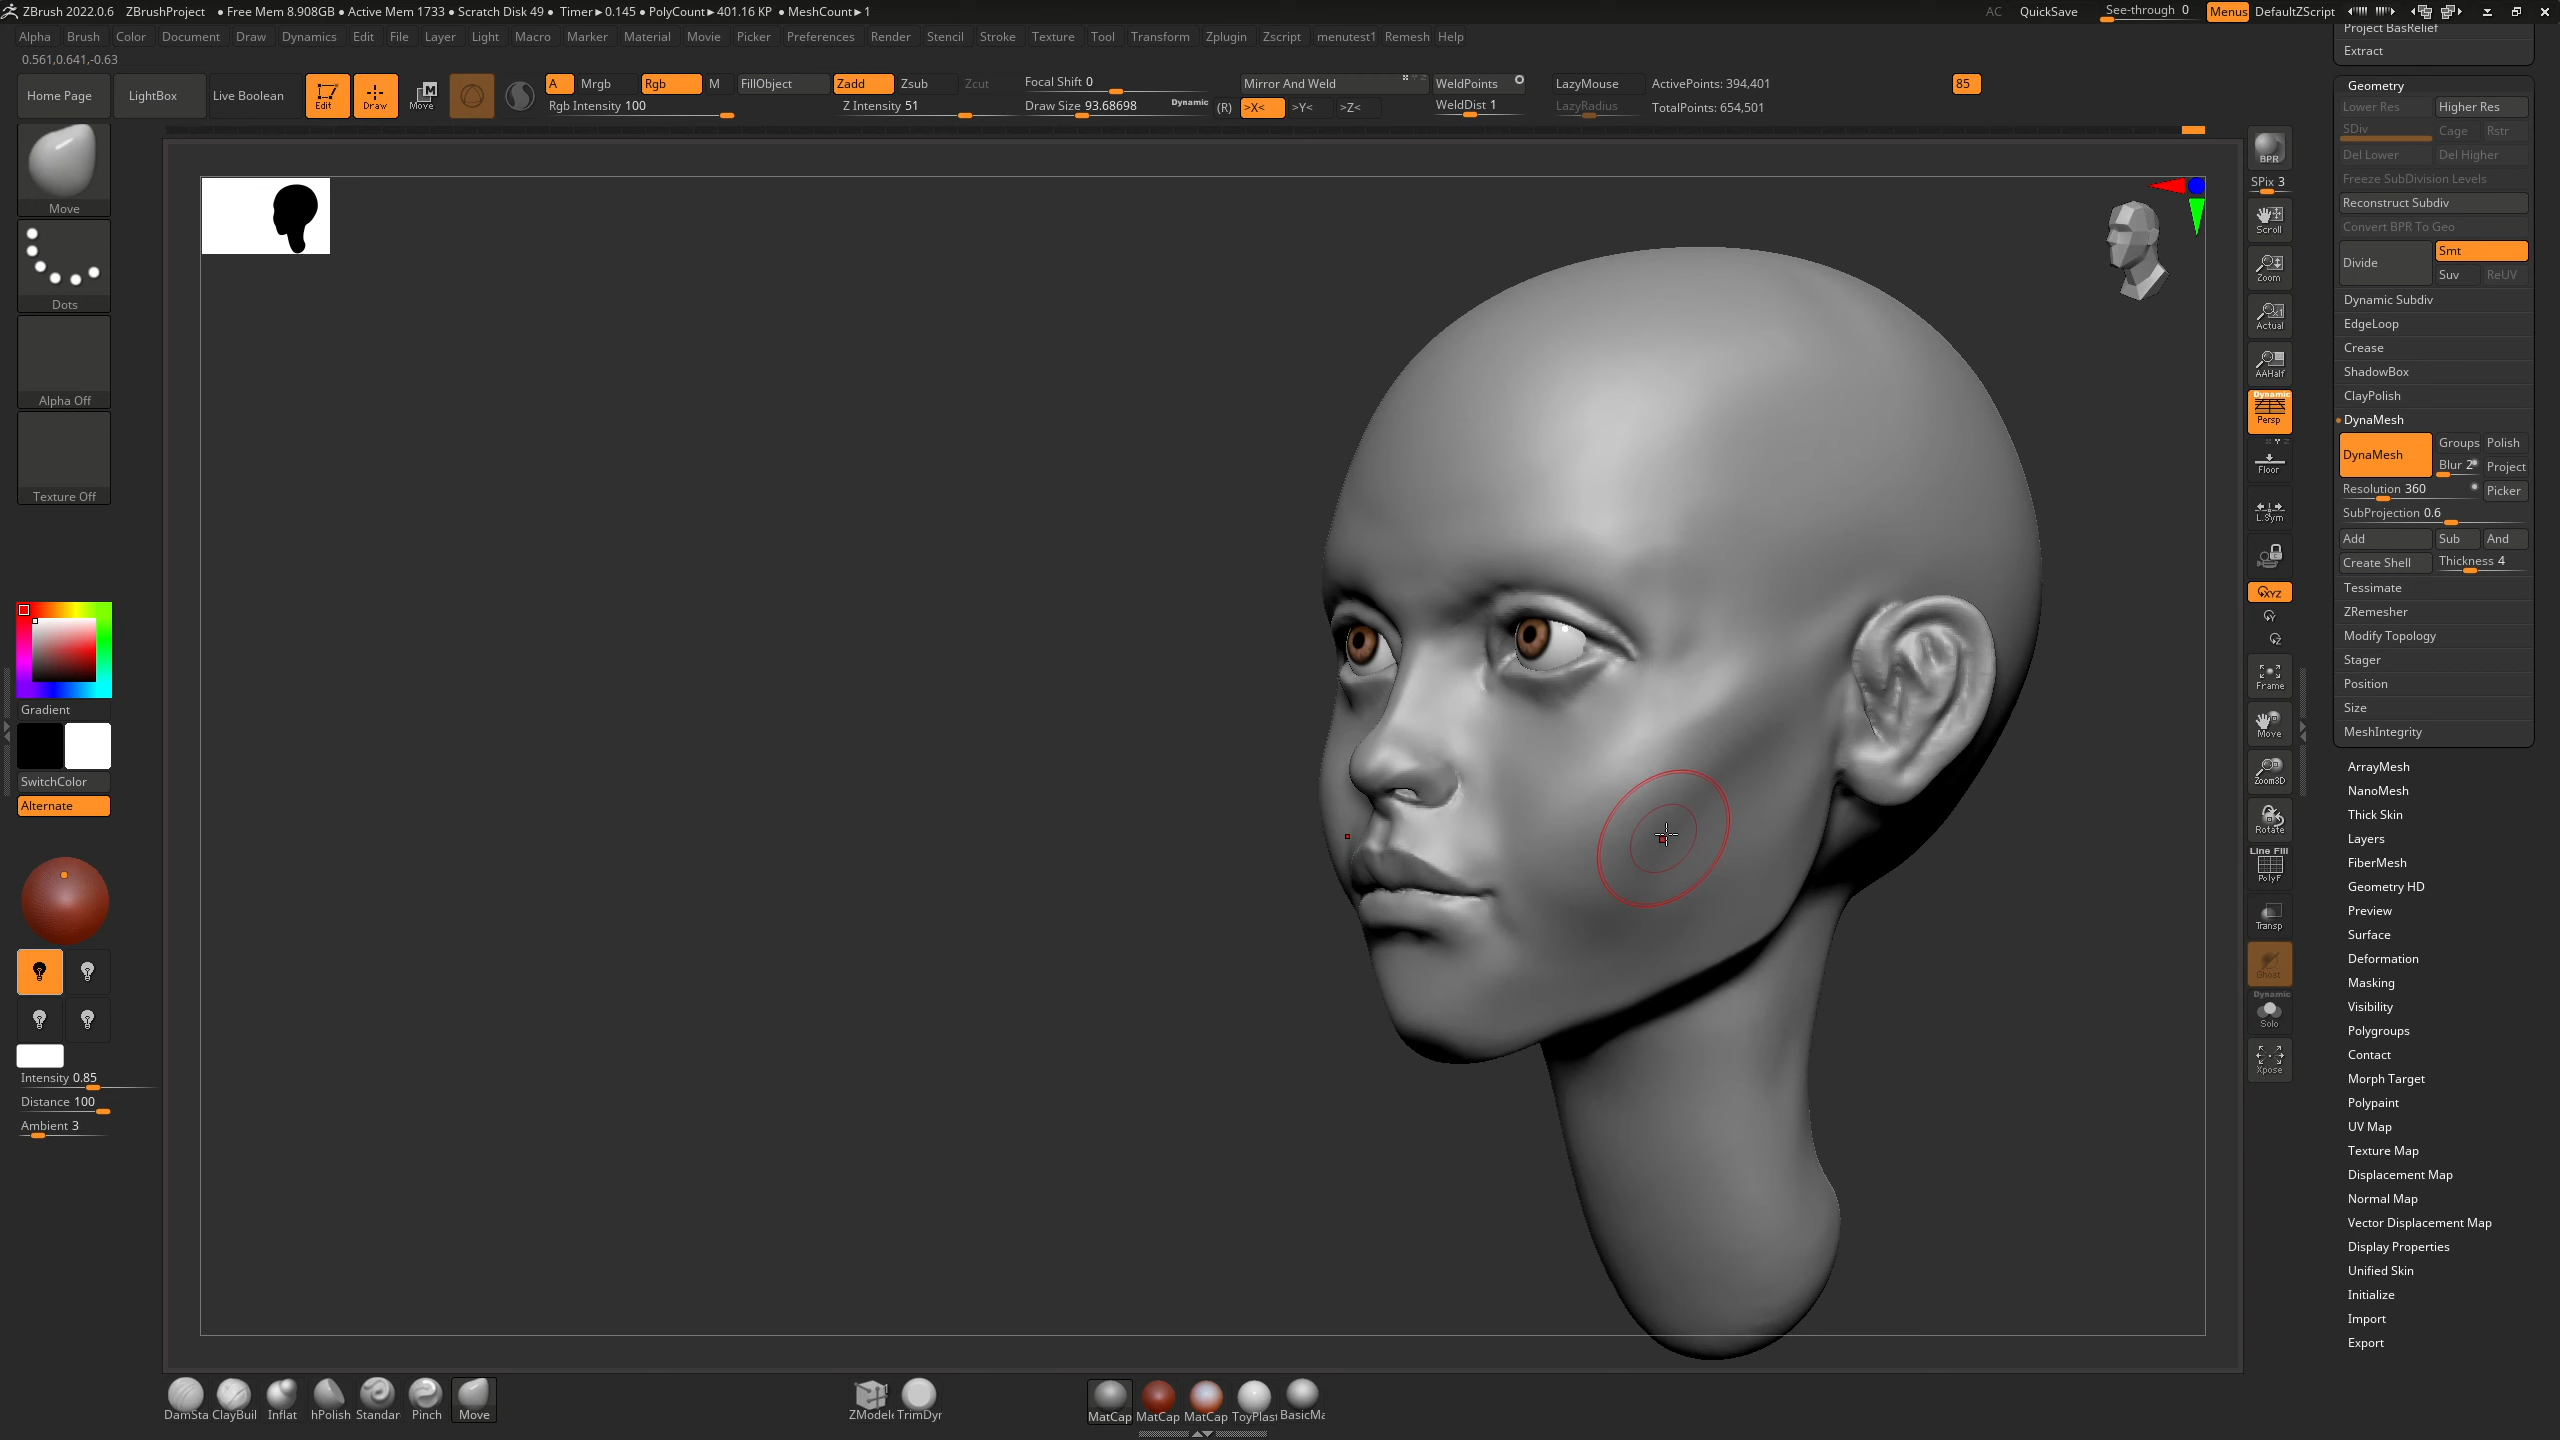 ZBrush 2022.0.6 ZBrushProject ● Free Mem 8.908GB ● Active Mem 1733 ● Scratch Disk 49 ● Timer►0.145 ● PolyCount►401.16 KP ● MeshCount►1 AC QuickSave See-through 0 Menus DefaultZScript
Alpha Brush Color Document Draw Dynamics Edit File Layer Light Macro Marker Material Movie Picker Preferences Render Stencil Stroke Texture Tool Transform Zplugin Zscript menutest1 Remesh Help
0.561,0.641,-0.63
Home Page LightBox Live Boolean Edit Draw Move
A Mrgb Rgb M FillObject Zadd Zsub Zcut Focal Shift 0 Mirror And Weld WeldPoints LazyMouse ActivePoints: 394,401 85
Rgb Intensity 100 Z Intensity 51 Draw Size 93.68698 Dynamic (R) >X< >Y< >Z< WeldDist 1 LazyRadius TotalPoints: 654,501
Move
Dots
Alpha Off
Texture Off
Gradient
SwitchColor
Alternate
Intensity 0.85
Distance 100
Ambient 3
BPR
SPix 3
Scroll
Zoom
Actual
AAHalf
Dynamic
Persp
Floor
L.Sym
XYZ
Y
Z
Frame
Move
Zoom3D
Rotate
Line Fill
PolyF
Transp
Ghost
Dynamic
Solo
Xpose
Project BasRelief
Extract
Geometry
Lower Res Higher Res
SDiv Cage Rstr
Del Lower Del Higher
Freeze SubDivision Levels
Reconstruct Subdiv
Convert BPR To Geo
Divide Smt
Suv ReUV
Dynamic Subdiv
EdgeLoop
Crease
ShadowBox
ClayPolish
DynaMesh
DynaMesh Groups Polish
Blur 2 Project
Resolution 360 Picker
SubProjection 0.6
Add Sub And
Create Shell Thickness 4
Tessimate
ZRemesher
Modify Topology
Stager
Position
Size
MeshIntegrity
ArrayMesh
NanoMesh
Thick Skin
Layers
FiberMesh
Geometry HD
Preview
Surface
Deformation
Masking
Visibility
Polygroups
Contact
Morph Target
Polypaint
UV Map
Texture Map
Displacement Map
Normal Map
Vector Displacement Map
Display Properties
Unified Skin
Initialize
Import
Export
DamSta ClayBuil Inflat hPolish Standar Pinch Move ZModele TrimDyr MatCap MatCap MatCap ToyPlas BasicMa